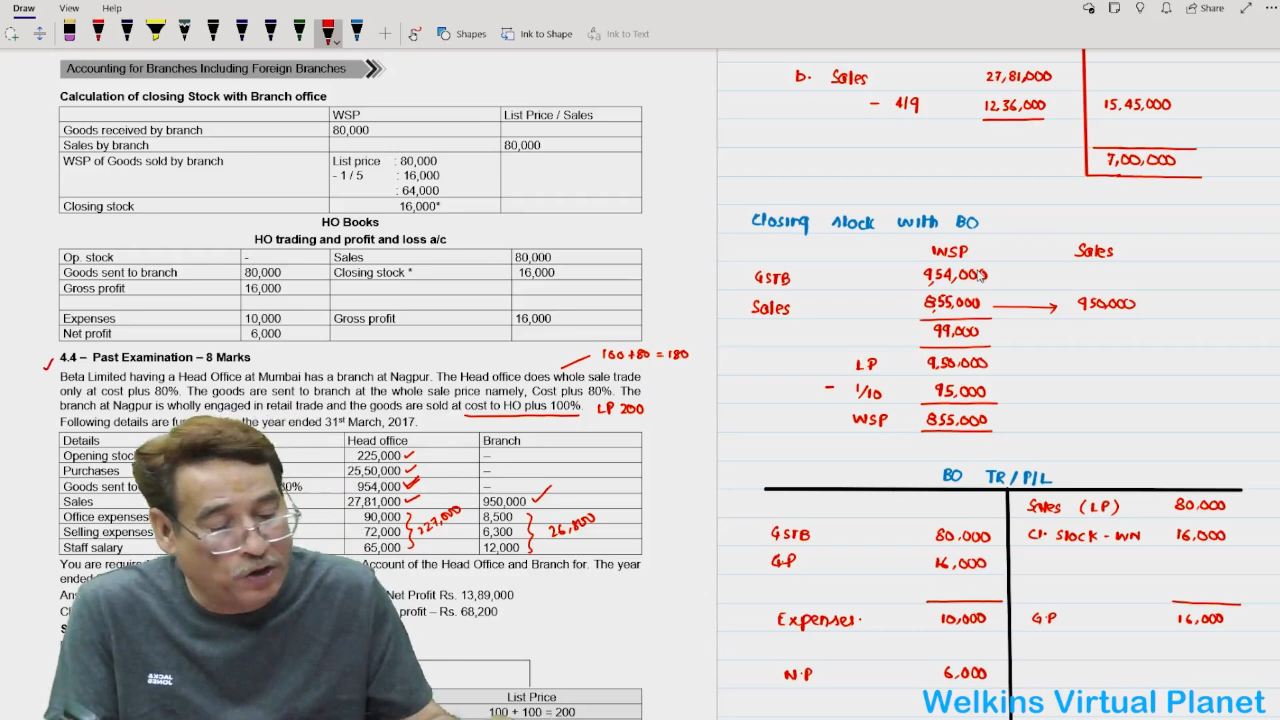 Draw View Help Share
Shapes Ink to Shape Ink to Text
Accounting for Branches Including Foreign Branches
Calculation of closing Stock with Branch office
WSP List Price / Sales
Goods received by branch 80,000
Sales by branch 80,000
WSP of Goods sold by branch List price : 80,000
- 1 / 5 : 16,000
: 64,000
Closing stock 16,000*
HO Books
HO trading and profit and loss a/c
Op. stock - Sales 80,000
Goods sent to branch 80,000 Closing stock * 16,000
Gross profit 16,000
Expenses 10,000 Gross profit 16,000
Net profit 6,000
4.4 – Past Examination – 8 Marks
100 +80 = 180
Beta Limited having a Head Office at Mumbai has a branch at Nagpur. The Head office does whole sale trade
only at cost plus 80%. The goods are sent to branch at the whole sale price namely, Cost plus 80%. The
branch at Nagpur is wholly engaged in retail trade and the goods are sold at cost to HO plus 100%. LP 200
Following details are for the year ended 31st March, 2017.
Details Head office Branch
Opening 225,000 –
Purchases 25,50,000 –
Goods sent to 954,000 –
Sales 27,81,000 950,000
Office expenses 90,000 8,500
Selling expenses 72,000 227,000 6,300 26,800
Staff salary 65,000 12,000
You are Account of the Head Office and Branch for. The year
ended
Net Profit Rs. 13,89,000
profit – Rs. 68,200
List Price
100 + 100 = 200
b. Sales 27,81,000
- 4/9 12,36,000 15,45,000
7,00,000
Closing stock with BO
WSP Sales
GSTB 954,000
Sales 855,000 950,000
99,000
LP 9,50,000
- 1/10 95,000
WSP 855,000
BO TR/P/L
Sales (LP) 80,000
GSTB 80,000 Cl. Stock - WN 16,000
G.P 16,000
Expenses. 10,000 G.P 16,000
N.P 6,000
JACK &
JONES
Welkins Virtual Planet